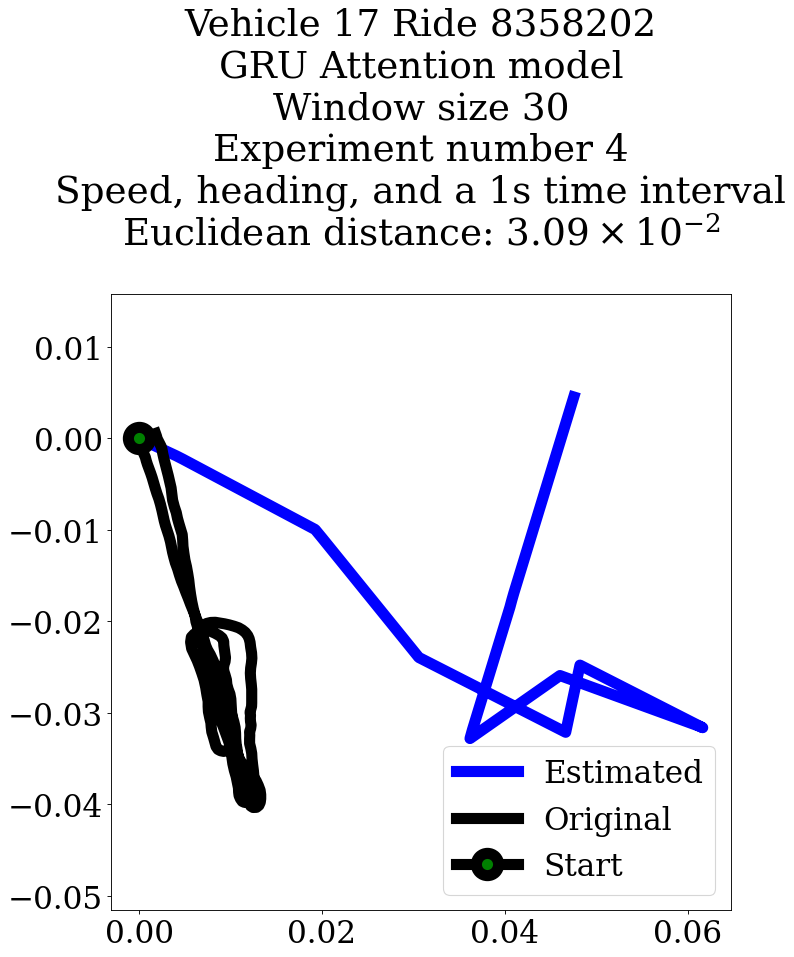 Vehicle 17 Ride 8358202
GRU Attention model
Window size 30
Experiment number 4
Speed, heading, and a 1s time interval
Euclidean distance: 3.09 × 10⁻²
0.01
0.00
−0.01
−0.02
−0.03
−0.04
−0.05
Estimated
Original
Start
0.00 0.02 0.04 0.06